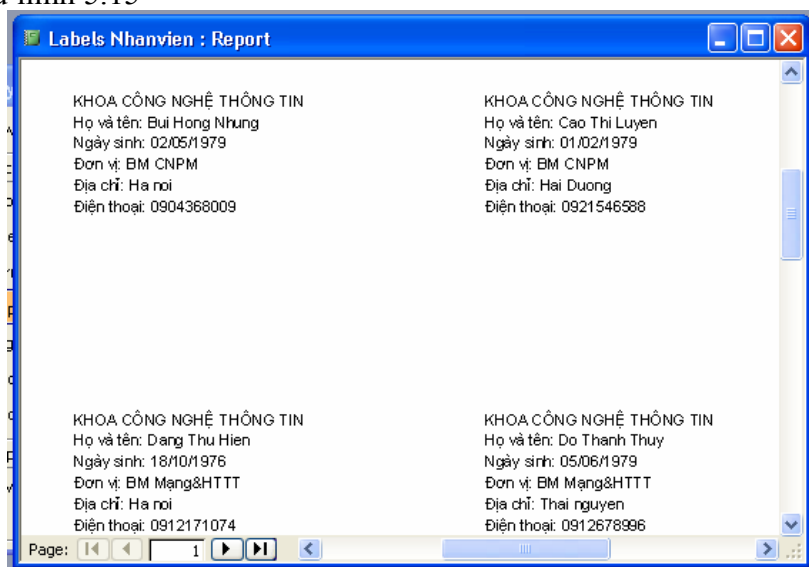 Labels Nhanvien : Report
KHOA CÔNG NGHỆ THÔNG TIN
Họ và tên: Bui Hong Nhung
Ngày sinh: 02/05/1979
Đơn vị: BM CNPM
Địa chỉ: Ha noi
Điện thoại: 0904368009
KHOA CÔNG NGHỆ THÔNG TIN
Họ và tên: Cao Thi Luyen
Ngày sinh: 01/02/1979
Đơn vị: BM CNPM
Địa chỉ: Hai Duong
Điện thoại: 0921546588
KHOA CÔNG NGHỆ THÔNG TIN
Họ và tên: Dang Thu Hien
Ngày sinh: 18/10/1976
Đơn vị: BM Mạng&HTTT
Địa chỉ: Ha noi
Điện thoại: 0912171074
KHOA CÔNG NGHỆ THÔNG TIN
Họ và tên: Do Thanh Thuy
Ngày sinh: 05/06/1979
Đơn vị: BM Mạng&HTTT
Địa chỉ: Thai nguyen
Điện thoại: 0912678996
Page: 1